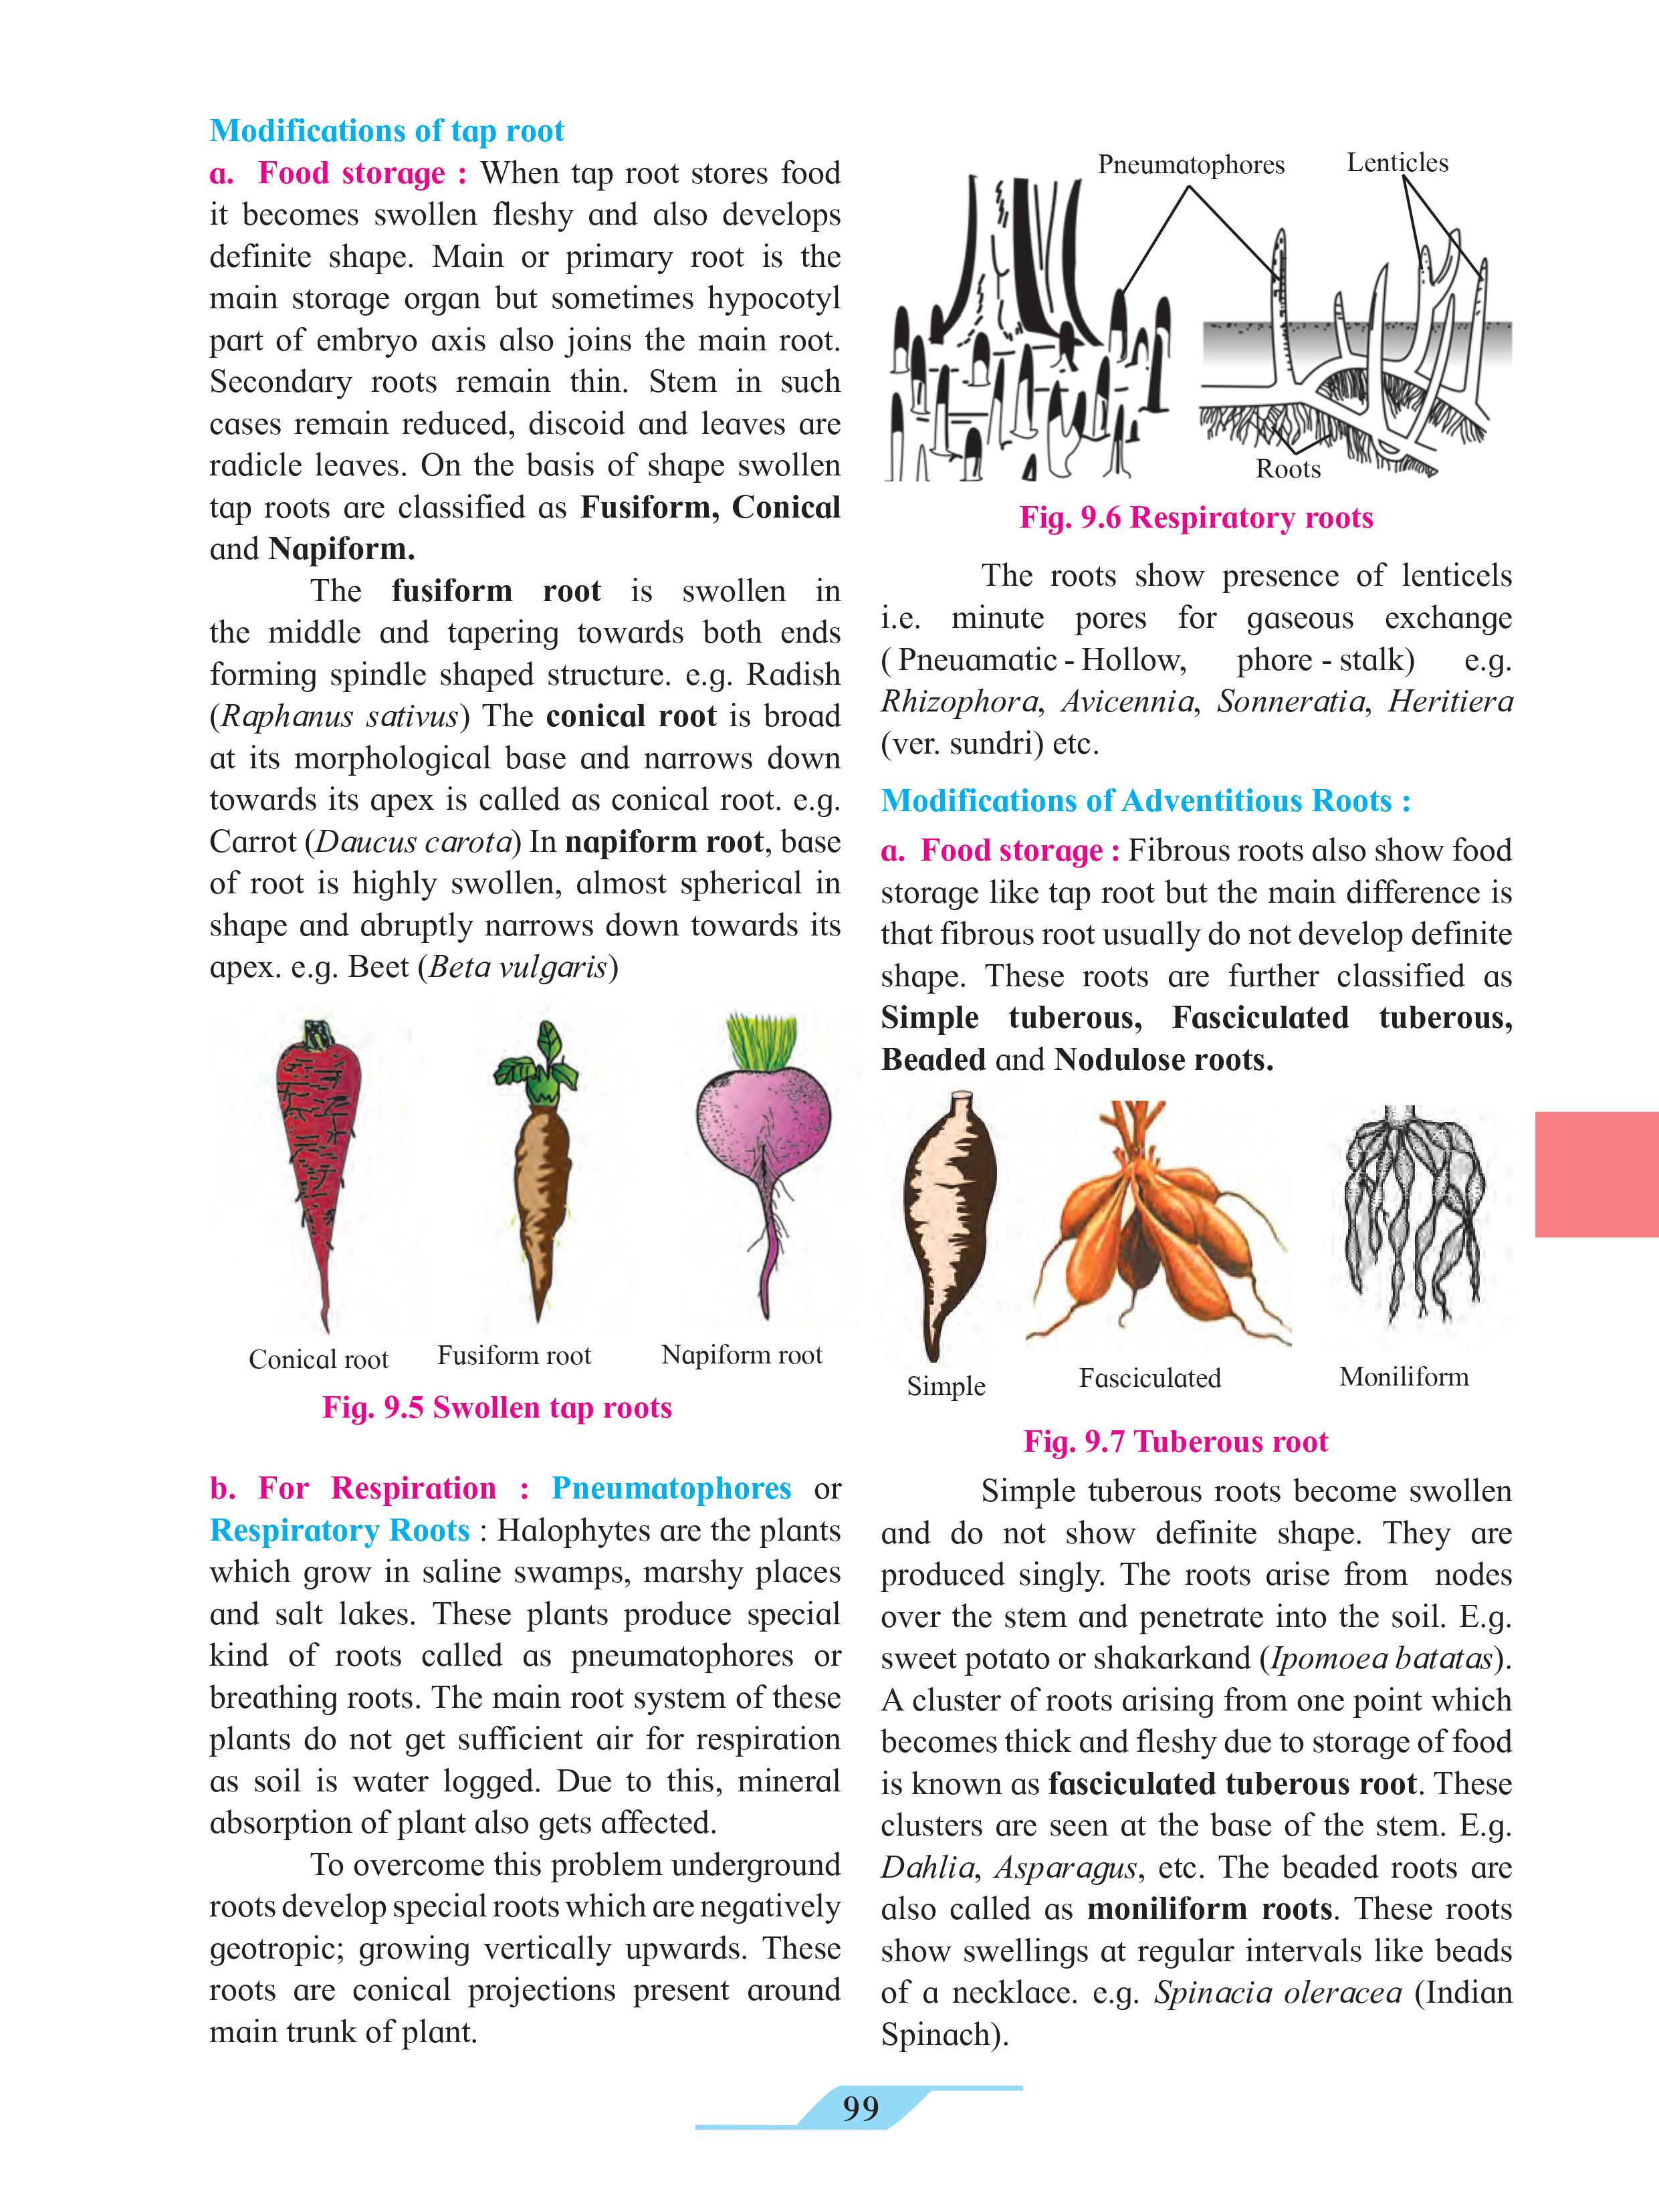 Modifications of tap root
a. Food storage : When tap root stores food
it becomes swollen fleshy and also develops
definite shape. Main or primary root is the
main storage organ but sometimes hypocotyl
part of embryo axis also joins the main root.
Secondary roots remain thin. Stem in such
cases remain reduced, discoid and leaves are
radicle leaves. On the basis of shape swollen
tap roots are classified as Fusiform, Conical
and Napiform.
The fusiform root is swollen in
the middle and tapering towards both ends
forming spindle shaped structure. e.g. Radish
(Raphanus sativus) The conical root is broad
at its morphological base and narrows down
towards its apex is called as conical root. e.g.
Carrot (Daucus carota) In napiform root, base
of root is highly swollen, almost spherical in
shape and abruptly narrows down towards its
apex. e.g. Beet (Beta vulgaris)
Conical root Fusiform root Napiform root
Fig. 9.5 Swollen tap roots
b. For Respiration : Pneumatophores or
Respiratory Roots : Halophytes are the plants
which grow in saline swamps, marshy places
and salt lakes. These plants produce special
kind of roots called as pneumatophores or
breathing roots. The main root system of these
plants do not get sufficient air for respiration
as soil is water logged. Due to this, mineral
absorption of plant also gets affected.
To overcome this problem underground
roots develop special roots which are negatively
geotropic; growing vertically upwards. These
roots are conical projections present around
main trunk of plant.
Pneumatophores Lenticles
Roots
Fig. 9.6 Respiratory roots
The roots show presence of lenticels
i.e. minute pores for gaseous exchange
( Pneuamatic - Hollow, phore - stalk) e.g.
Rhizophora, Avicennia, Sonneratia, Heritiera
(ver. sundri) etc.
Modifications of Adventitious Roots :
a. Food storage : Fibrous roots also show food
storage like tap root but the main difference is
that fibrous root usually do not develop definite
shape. These roots are further classified as
Simple tuberous, Fasciculated tuberous,
Beaded and Nodulose roots.
Simple Fasciculated Moniliform
Fig. 9.7 Tuberous root
Simple tuberous roots become swollen
and do not show definite shape. They are
produced singly. The roots arise from nodes
over the stem and penetrate into the soil. E.g.
sweet potato or shakarkand (Ipomoea batatas).
A cluster of roots arising from one point which
becomes thick and fleshy due to storage of food
is known as fasciculated tuberous root. These
clusters are seen at the base of the stem. E.g.
Dahlia, Asparagus, etc. The beaded roots are
also called as moniliform roots. These roots
show swellings at regular intervals like beads
of a necklace. e.g. Spinacia oleracea (Indian
Spinach).
99